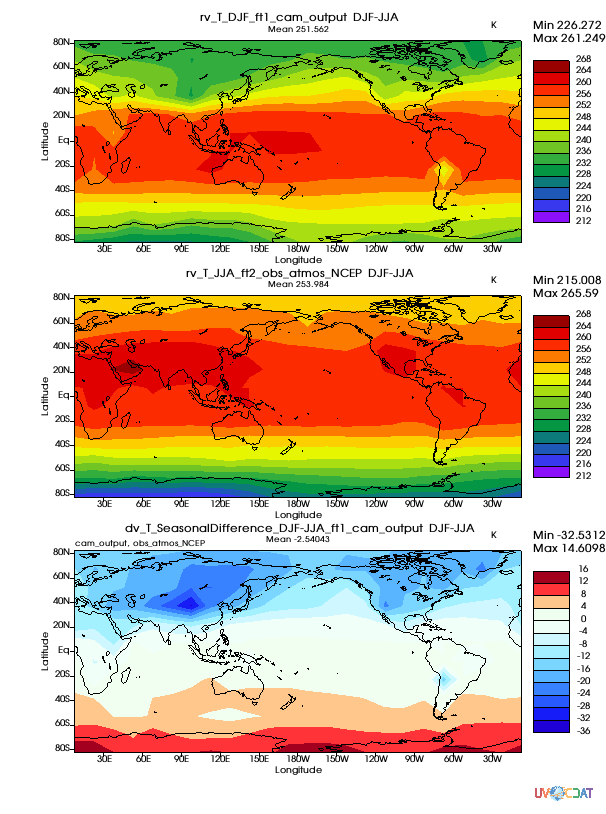 rv_T_DJF_ft1_cam_output DJF-JJA
Mean 251.562
K
Min 226.272
Max 261.249
80N
60N
40N
20N
Eq
20S
40S
60S
80S
Latitude
30E 60E 90E 120E 150E 180W 150W 120W 90W 60W 30W
Longitude
268
264
260
256
252
248
244
240
236
232
228
224
220
216
212
rv_T_JJA_ft2_obs_atmos_NCEP DJF-JJA
Mean 253.984
K
Min 215.008
Max 265.59
80N
60N
40N
20N
Eq
20S
40S
60S
80S
Latitude
30E 60E 90E 120E 150E 180W 150W 120W 90W 60W 30W
Longitude
268
264
260
256
252
248
244
240
236
232
228
224
220
216
212
dv_T_SeasonalDifference_DJF-JJA_ft1_cam_output DJF-JJA
cam_output, obs_atmos_NCEP
Mean -2.54043
K
Min -32.5312
Max 14.6098
80N
60N
40N
20N
Eq
20S
40S
60S
80S
Latitude
30E 60E 90E 120E 150E 180W 150W 120W 90W 60W 30W
Longitude
16
12
8
4
0
-4
-8
-12
-16
-20
-24
-28
-32
-36
UV CDAT